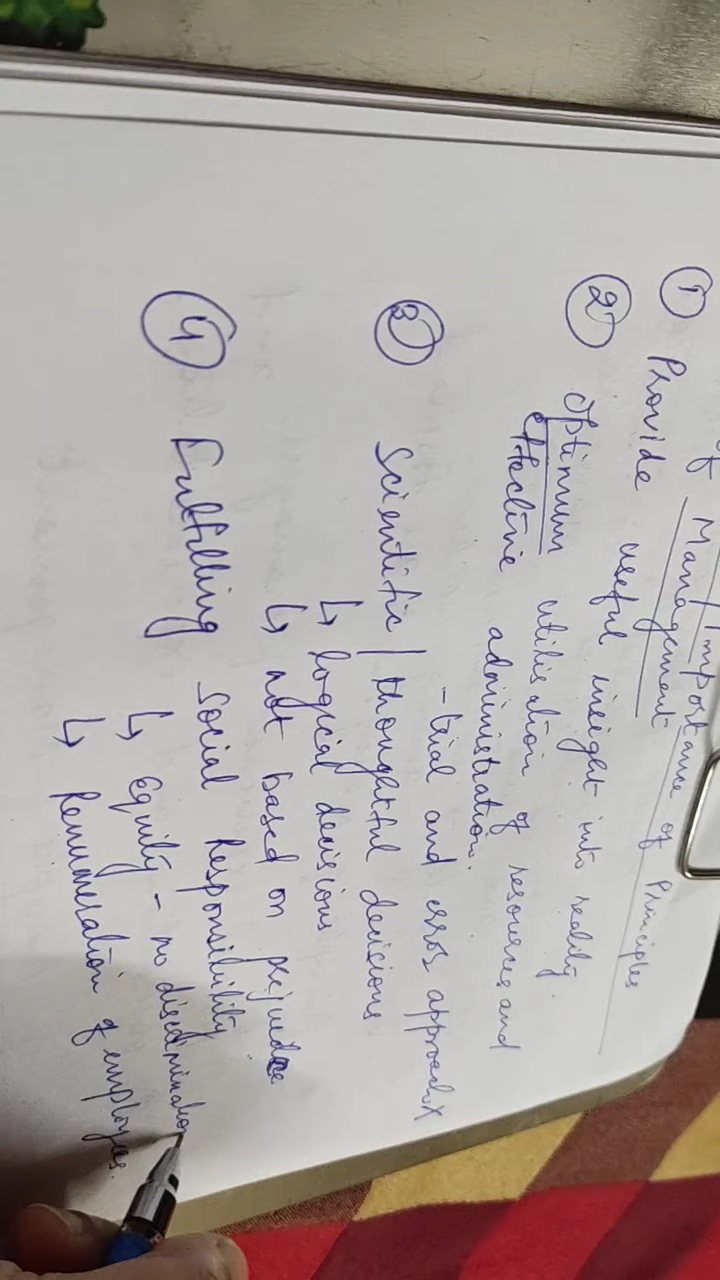 Importance of Principles
of Management
① Provide useful insight into reality.
② Optimum utilisation of resources and
effective administration.
- trial and error approach X
③ Scientific / thoughtful decisions
↳ logical decisions
↳ not based on prejudice
④ Fulfilling Social Responsibility
↳ Equity - no discrimination
↳ Remuneration of employees.